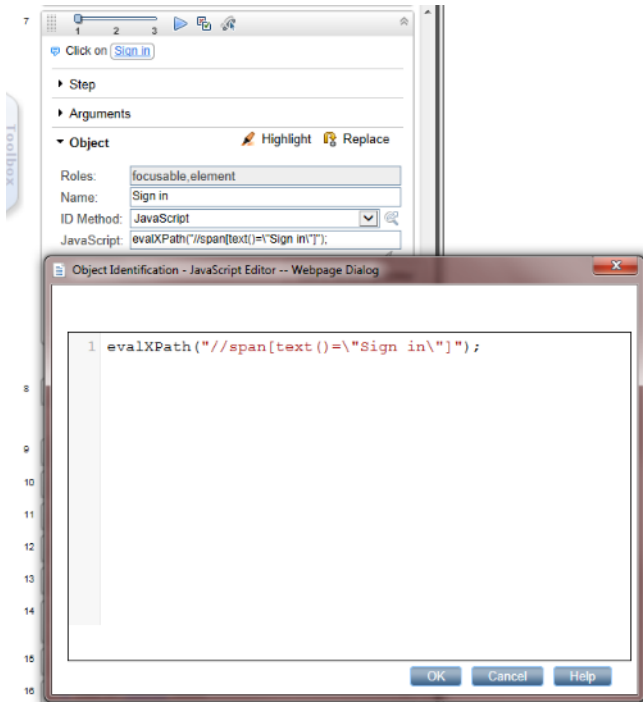 7
1 2 3
Click on Sign in
Step
Arguments
Toolbox
Object Highlight Replace
Roles: focusable,element
Name: Sign in
ID Method: JavaScript
JavaScript: evalXPath("//span[text()=\"Sign in\"]");
Object Identification - JavaScript Editor -- Webpage Dialog
1 evalXPath("//span[text()=\"Sign in\"]");
8
9
10
11
12
13
14
15
16
OK Cancel Help